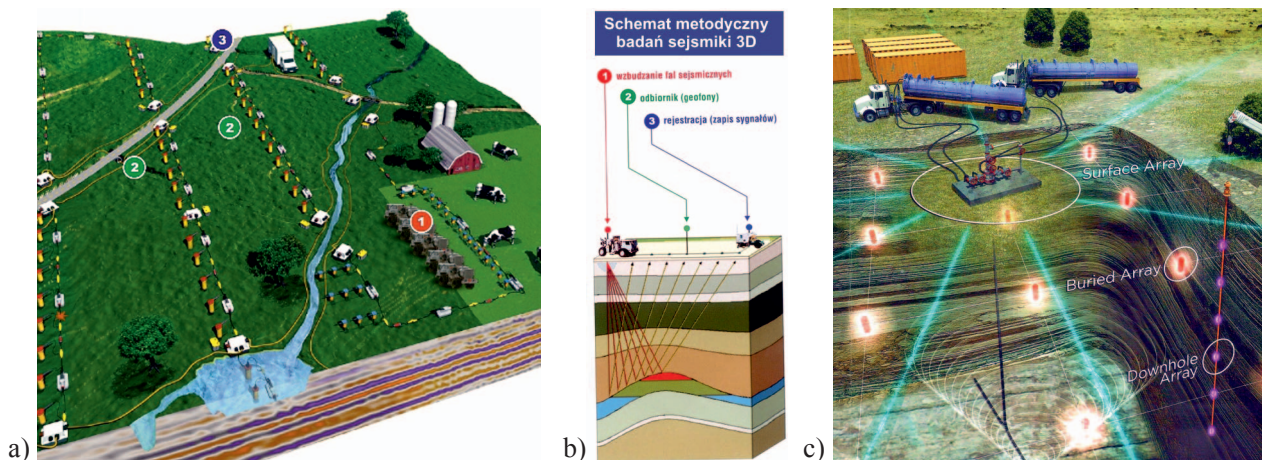 3
2
2
1
a)
Schemat metodyczny
badań sejsmiki 3D
1 wzbudzanie fal sejsmicznych
2 odbiornik (geofony)
3 rejestracja (zapis sygnałów)
b)
Surface Array
Buried Array
Downhole
Array
c)